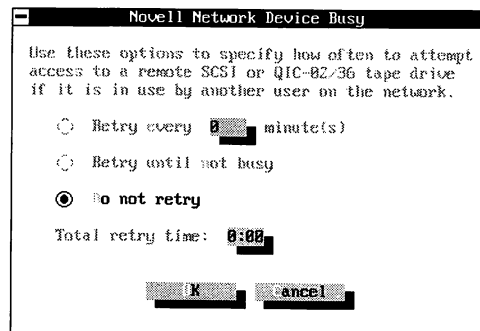 Novell Network Device Busy
Use these options to specify how often to attempt
access to a remote SCSI or QIC-02/36 tape drive
if it is in use by another user on the network.
Retry every 0 minute(s)
Retry until not busy
Do not retry
Total retry time: 0:00
OK Cancel